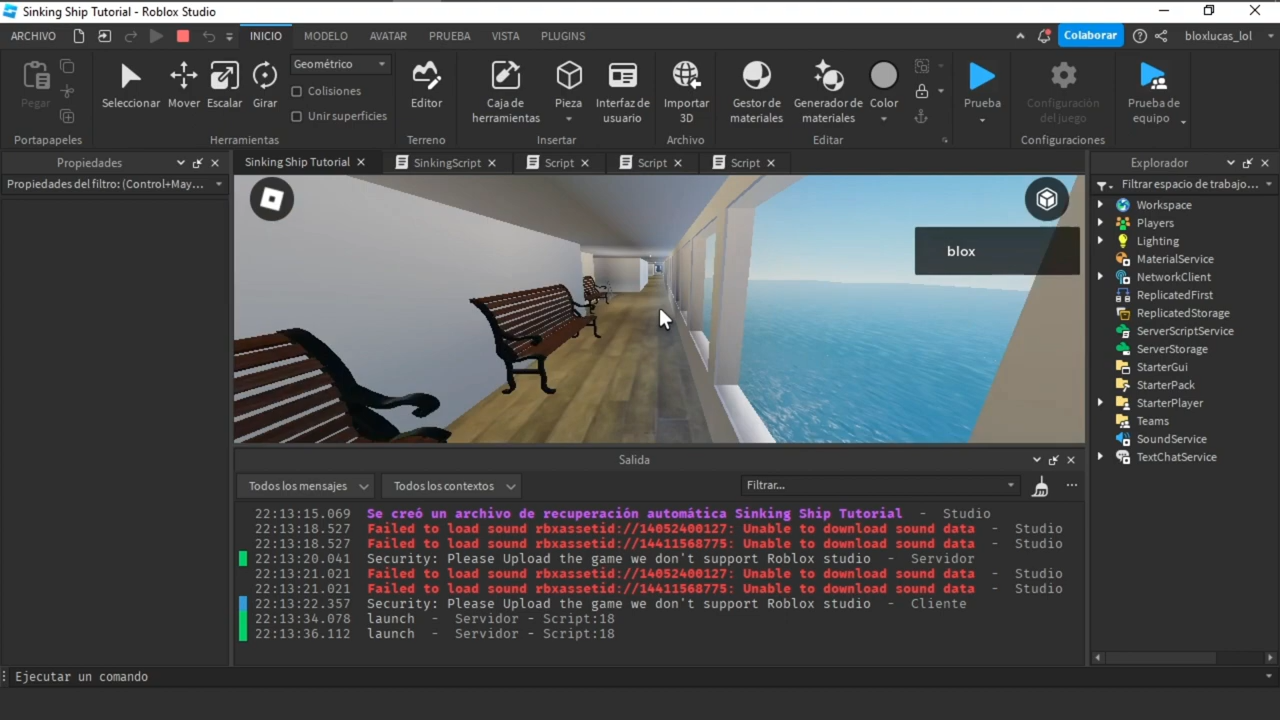 Sinking Ship Tutorial - Roblox Studio
ARCHIVO
INICIO
MODELO
AVATAR
PRUEBA
VISTA
PLUGINS
Colaborar
bloxlucas_lol
Pegar
Portapapeles
Seleccionar
Mover
Escalar
Girar
Geométrico
Colisiones
Unir superficies
Herramientas
Editor
Terreno
Caja de
herramientas
Pieza
Interfaz de
usuario
Insertar
Importar
3D
Archivo
Gestor de
materiales
Generador de
materiales
Color
Editar
Prueba
Configuración
del juego
Configuraciones
Prueba de
equipo
Propiedades
Propiedades del filtro: (Control+May...
Sinking Ship Tutorial
SinkingScript
Script
Script
Script
blox
Explorador
Filtrar espacio de trabajo...
Workspace
Players
Lighting
MaterialService
NetworkClient
ReplicatedFirst
ReplicatedStorage
ServerScriptService
ServerStorage
StarterGui
StarterPack
StarterPlayer
Teams
SoundService
TextChatService
Salida
Todos los mensajes
Todos los contextos
Filtrar...
22:13:15.069 Se creó un archivo de recuperación automática Sinking Ship Tutorial - Studio
22:13:18.527 Failed to load sound rbxassetid://14052400127: Unable to download sound data - Studio
22:13:18.527 Failed to load sound rbxassetid://14411568775: Unable to download sound data - Studio
22:13:20.041 Security: Please Upload the game we don't support Roblox studio - Servidor
22:13:21.021 Failed to load sound rbxassetid://14052400127: Unable to download sound data - Studio
22:13:21.021 Failed to load sound rbxassetid://14411568775: Unable to download sound data - Studio
22:13:22.357 Security: Please Upload the game we don't support Roblox studio - Cliente
22:13:34.078 launch - Servidor - Script:18
22:13:36.112 launch - Servidor - Script:18
Ejecutar un comando